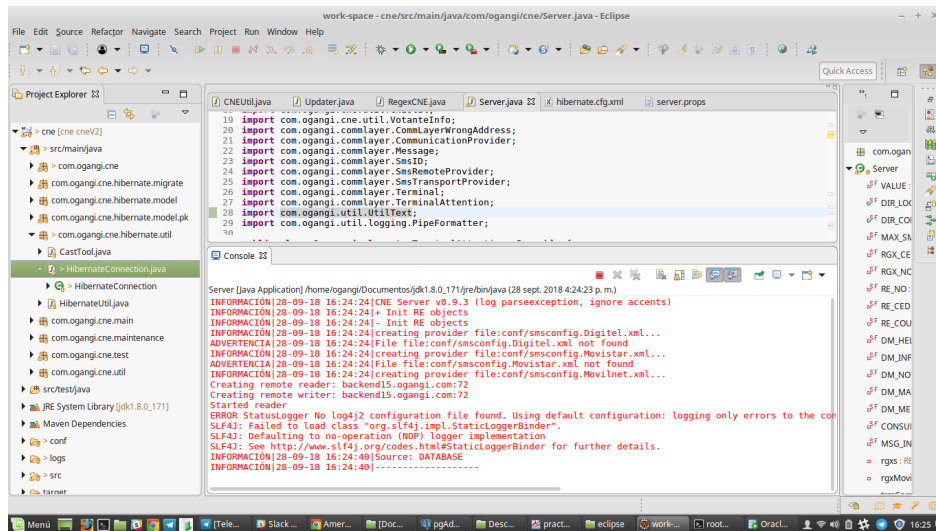 work-space - cne/src/main/java/com/ogangi/cne/Server.java - Eclipse
File Edit Source Refactor Navigate Search Project Run Window Help
Quick Access
Project Explorer
CNEUtil.java
Updater.java
RegexCNE.java
Server.java
hibernate.cfg.xml
server.props
> cne [cne cneV2]
> src/main/java
> com.ogangi.cne
> com.ogangi.cne.hibernate.migrate
> com.ogangi.cne.hibernate.model
> com.ogangi.cne.hibernate.model.pk
> com.ogangi.cne.hibernate.util
CastTool.java
> HibernateConnection.java
> HibernateConnection
HibernateUtil.java
com.ogangi.cne.main
com.ogangi.cne.maintenance
com.ogangi.cne.test
com.ogangi.cne.util
src/test/java
JRE System Library [jdk1.8.0_171]
Maven Dependencies
> conf
> logs
> src
target
19 import com.ogangi.cne.util.VotanteInfo;
20 import com.ogangi.commlayer.CommLayerWrongAddress;
21 import com.ogangi.commlayer.CommunicationProvider;
22 import com.ogangi.commlayer.Message;
23 import com.ogangi.commlayer.SmsID;
24 import com.ogangi.commlayer.SmsRemoteProvider;
25 import com.ogangi.commlayer.SmsTransportProvider;
26 import com.ogangi.commlayer.Terminal;
27 import com.ogangi.commlayer.TerminalAttention;
28 import com.ogangi.util.UtilText;
29 import com.ogangi.util.logging.PipeFormatter;
30
Console
Server [Java Application] /home/ogangi/Documentos/jdk1.8.0_171/jre/bin/java (28 sept. 2018 4:24:23 p. m.)
INFORMACIÓN|28-09-18 16:24:24|CNE Server v0.9.3 (log parseexception, ignore accents)
INFORMACIÓN|28-09-18 16:24:24|+ Init RE objects
INFORMACIÓN|28-09-18 16:24:24|- Init RE objects
INFORMACIÓN|28-09-18 16:24:24|creating provider file:conf/smsconfig.Digitel.xml...
ADVERTENCIA|28-09-18 16:24:24|File file:conf/smsconfig.Digitel.xml not found
INFORMACIÓN|28-09-18 16:24:24|creating provider file:conf/smsconfig.Movistar.xml...
ADVERTENCIA|28-09-18 16:24:24|File file:conf/smsconfig.Movistar.xml not found
INFORMACIÓN|28-09-18 16:24:24|creating provider file:conf/smsconfig.Movilnet.xml...
Creating remote reader: backend15.ogangi.com:72
Creating remote writer: backend15.ogangi.com:72
Started reader
ERROR StatusLogger No log4j2 configuration file found. Using default configuration: logging only errors to the con
SLF4J: Failed to load class "org.slf4j.impl.StaticLoggerBinder".
SLF4J: Defaulting to no-operation (NOP) logger implementation
SLF4J: See http://www.slf4j.org/codes.html#StaticLoggerBinder for further details.
INFORMACIÓN|28-09-18 16:24:40|Source: DATABASE
INFORMACIÓN|28-09-18 16:24:40|-------------------
com.ogan
Server
VALUE :
DIR_LOC
DIR_CO
MAX_SM
RGX_CE
RGX_NC
RE_NO :
RE_CED
RE_COU
DM_HEL
DM_INF
DM_NO
DM_MA
DM_ME
CONSUL
MSG_IN
rgxs : RE
rgxMovi
Menú
[Tele...
Slack ...
Amer...
[Doc...
pgAd...
Desc...
pract...
eclipse
work-...
root...
Oracl...
16:25